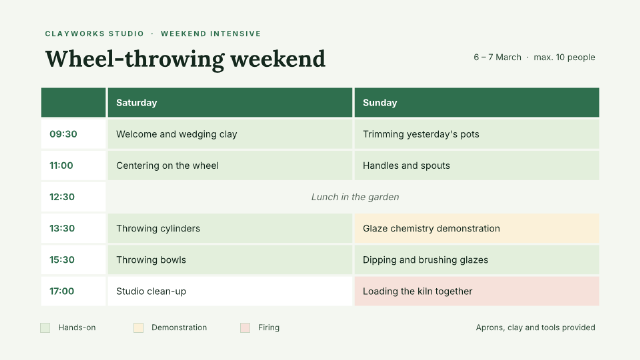 CLAYWORKS STUDIO · WEEKEND INTENSIVE
Wheel-throwing weekend
6 – 7 March · max. 10 people
Saturday Sunday
09:30 Welcome and wedging clay Trimming yesterday's pots
11:00 Centering on the wheel Handles and spouts
12:30 Lunch in the garden
13:30 Throwing cylinders Glaze chemistry demonstration
15:30 Throwing bowls Dipping and brushing glazes
17:00 Studio clean-up Loading the kiln together
Hands-on Demonstration Firing Aprons, clay and tools provided